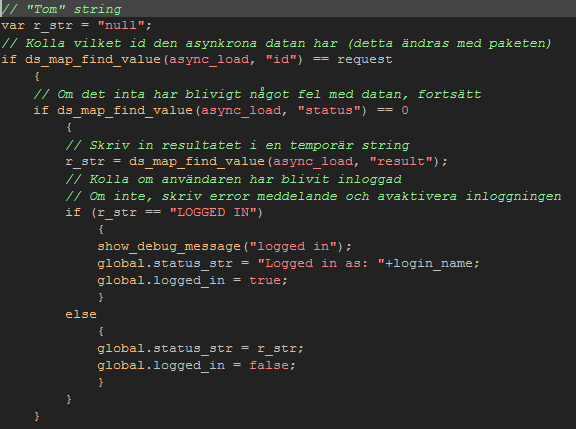 // "Tom" string
var r_str = "null";
// Kolla vilket id den asynkrona datan har (detta ändras med paketen)
if ds_map_find_value(async_load, "id") == request
{
// Om det inta har blivigt något fel med datan, fortsätt
if ds_map_find_value(async_load, "status") == 0
{
// Skriv in resultatet i en temporär string
r_str = ds_map_find_value(async_load, "result");
// Kolla om användaren har blivit inloggad
// Om inte, skriv error meddelande och avaktivera inloggningen
if (r_str == "LOGGED IN")
{
show_debug_message("logged in");
global.status_str = "Logged in as: "+login_name;
global.logged_in = true;
}
else
{
global.status_str = r_str;
global.logged_in = false;
}
}
}